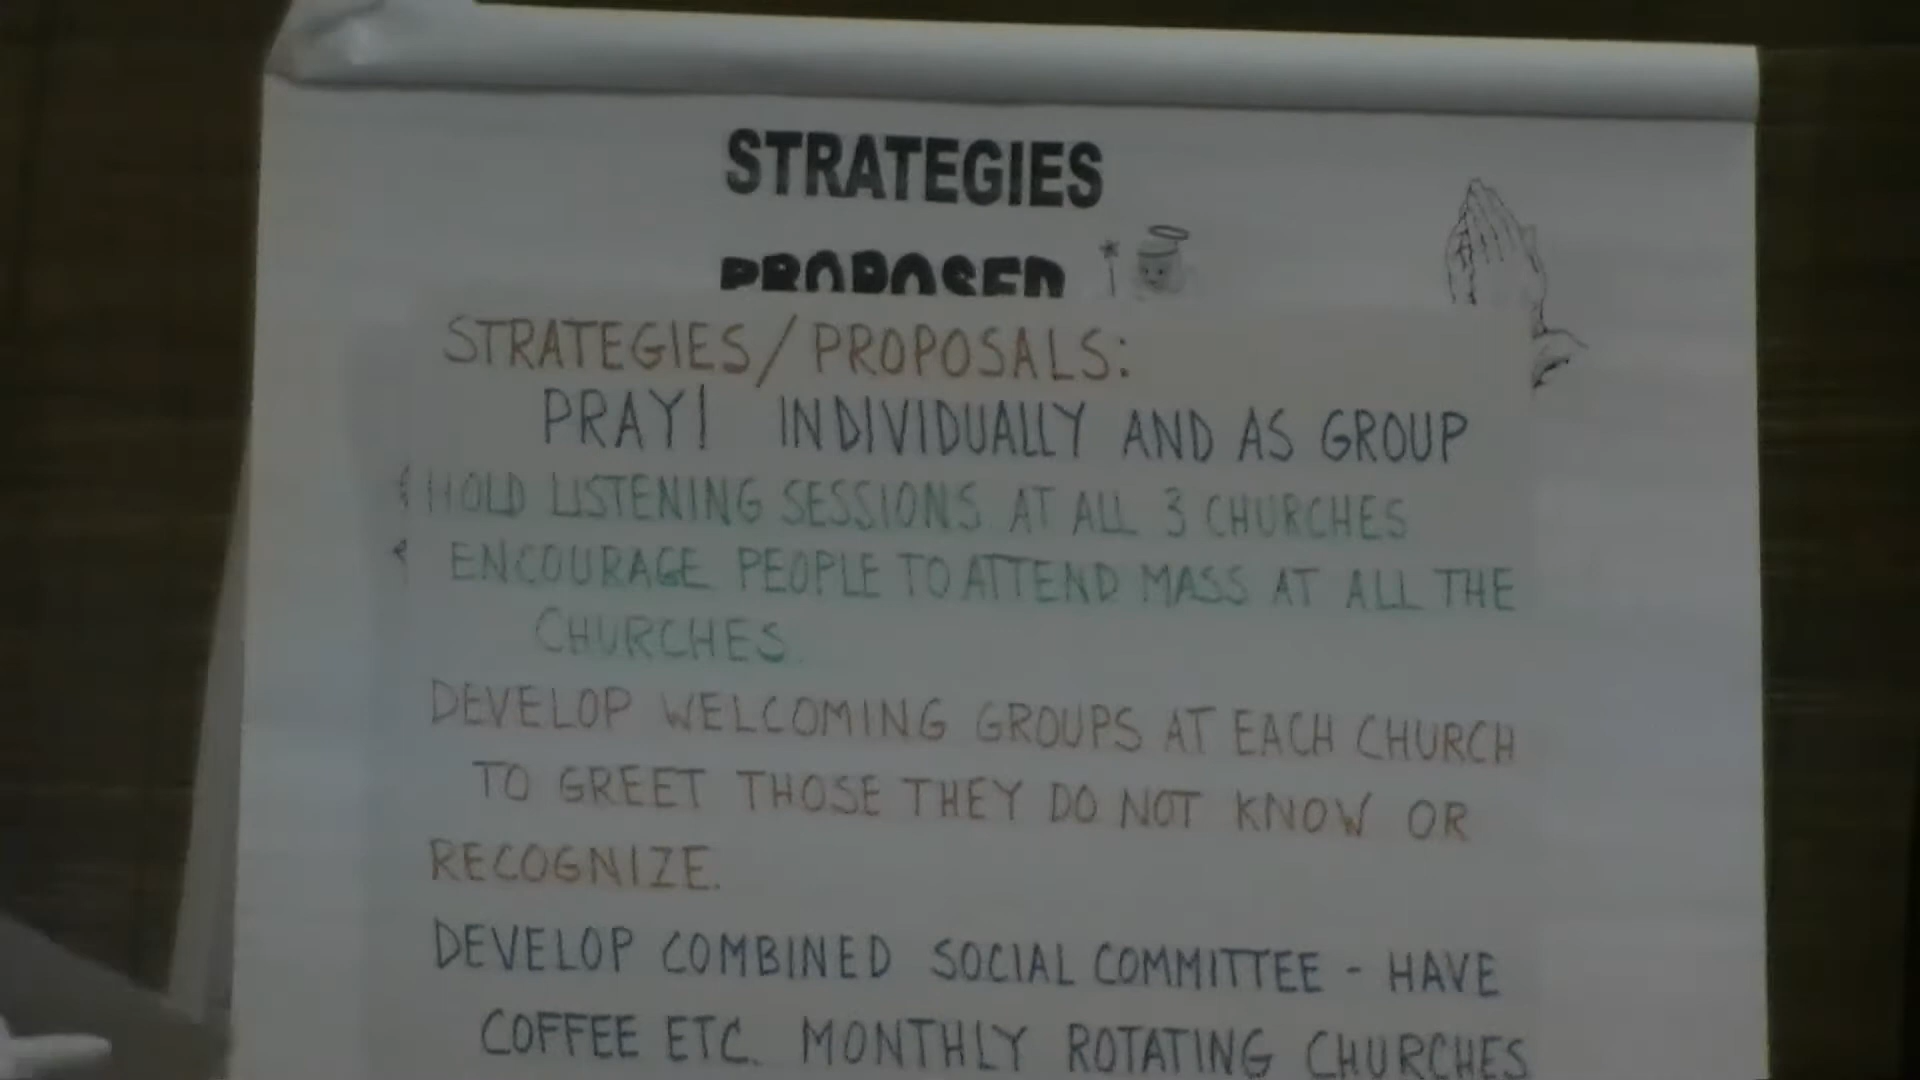 STRATEGIES
PROPOSED
STRATEGIES/PROPOSALS:
PRAY! INDIVIDUALLY AND AS GROUP
HOLD LISTENING SESSIONS AT ALL 3 CHURCHES
ENCOURAGE PEOPLE TO ATTEND MASS AT ALL THE
CHURCHES.
DEVELOP WELCOMING GROUPS AT EACH CHURCH
TO GREET THOSE THEY DO NOT KNOW OR
RECOGNIZE.
DEVELOP COMBINED SOCIAL COMMITTEE - HAVE
COFFEE ETC. MONTHLY ROTATING CHURCHES